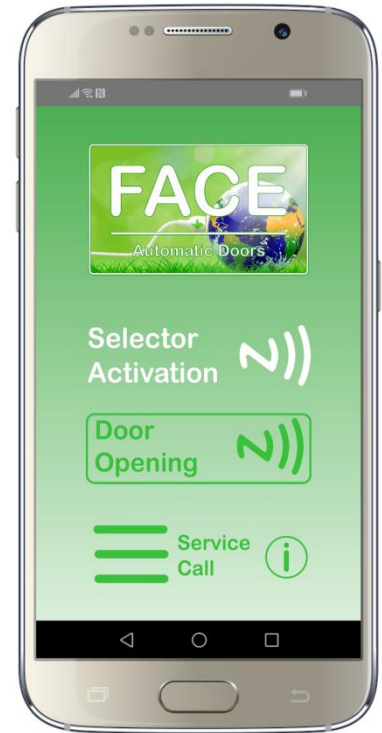 FACE
Automatic Doors
Selector
Activation
Door
Opening
Service
Call
i